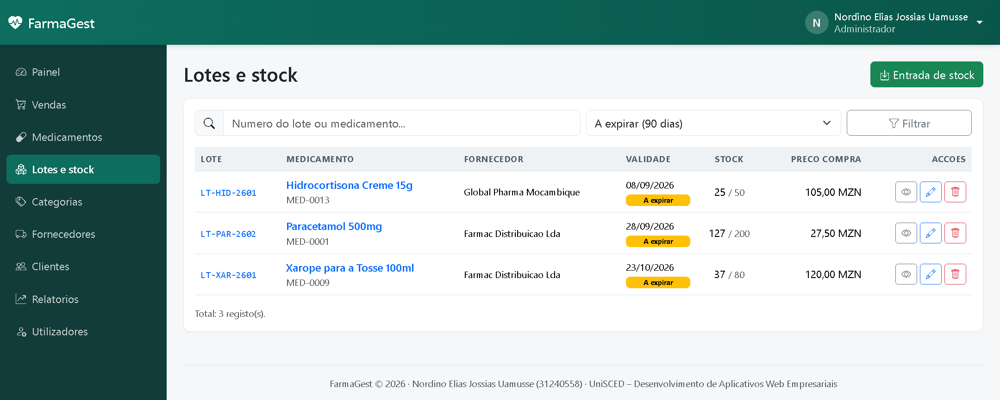 FarmaGest
N
Nordino Elias Jossias Uamusse
Administrador
Painel
Vendas
Medicamentos
Lotes e stock
Categorias
Fornecedores
Clientes
Relatorios
Utilizadores
Lotes e stock
Entrada de stock
Numero do lote ou medicamento...
A expirar (90 dias)
Filtrar
LOTE MEDICAMENTO FORNECEDOR VALIDADE STOCK PRECO COMPRA ACCOES
LT-HID-2601 Hidrocortisona Creme 15g MED-0013 Global Pharma Mocambique 08/09/2026 A expirar 25 / 50 105,00 MZN
LT-PAR-2602 Paracetamol 500mg MED-0001 Farmac Distribuicao Lda 28/09/2026 A expirar 127 / 200 27,50 MZN
LT-XAR-2601 Xarope para a Tosse 100ml MED-0009 Farmac Distribuicao Lda 23/10/2026 A expirar 37 / 80 120,00 MZN
Total: 3 registo(s).
FarmaGest © 2026 · Nordino Elias Jossias Uamusse (31240558) · UniSCED – Desenvolvimento de Aplicativos Web Empresariais